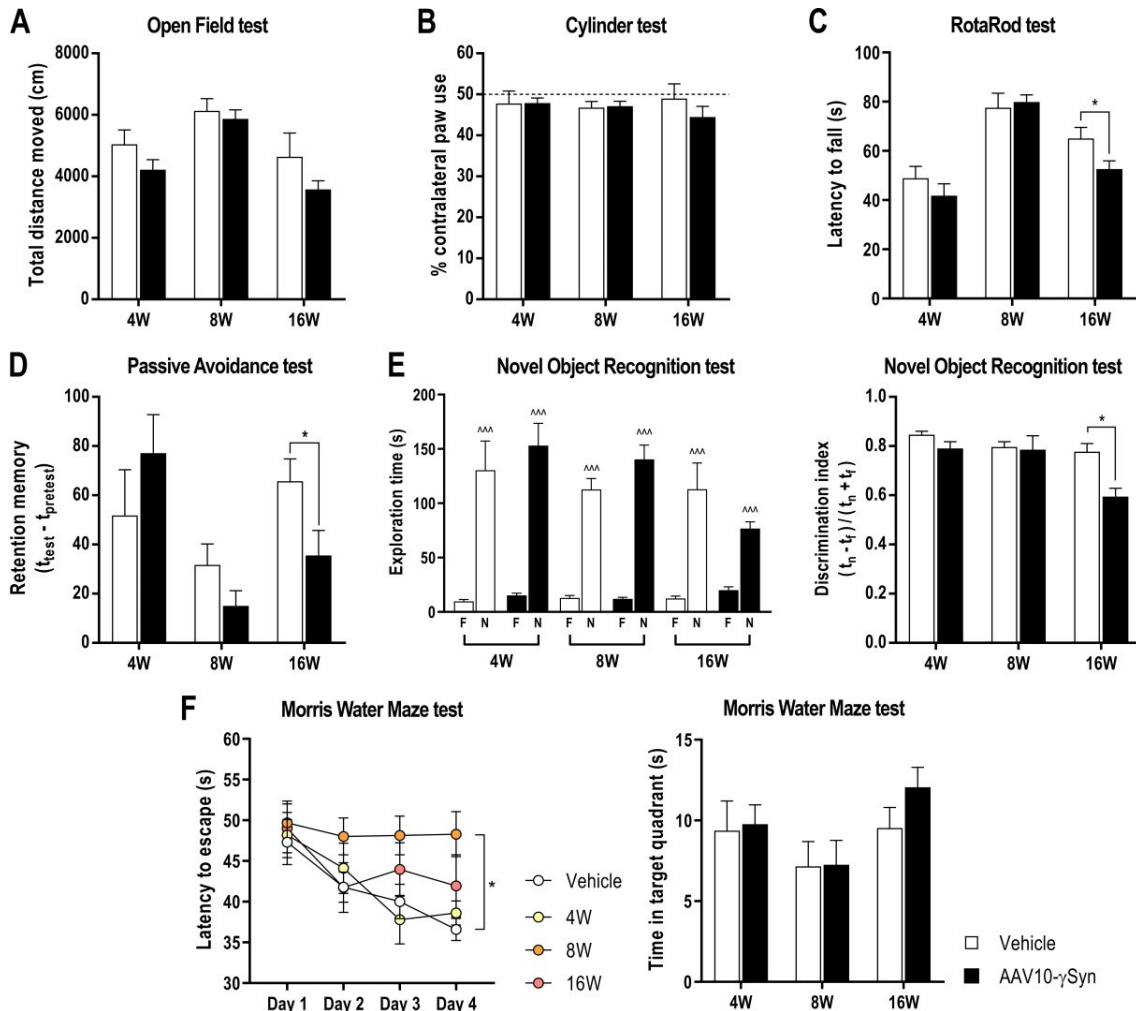 A
Open Field test
Total distance moved (cm)
8000
6000
4000
2000
0
4W 8W 16W
B
Cylinder test
% contralateral paw use
60
50
40
30
20
10
0
4W 8W 16W
C
RotaRod test
Latency to fall (s)
100
80
60
40
20
0
*
4W 8W 16W
D
Passive Avoidance test
Retention memory
(t_test - t_pretest)
100
80
60
40
20
0
*
4W 8W 16W
E
Novel Object Recognition test
Exploration time (s)
200
150
100
50
0
^^^ ^^^ ^^^ ^^^ ^^^ ^^^
F N F N F N F N F N F N
4W 8W 16W
Novel Object Recognition test
Discrimination index
(t_n - t_f) / (t_n + t_f)
1.0
0.8
0.6
0.4
0.2
0.0
*
4W 8W 16W
F
Morris Water Maze test
Latency to escape (s)
60
55
50
45
40
35
30
*
Day 1 Day 2 Day 3 Day 4
Vehicle
4W
8W
16W
Morris Water Maze test
Time in target quadrant (s)
15
10
5
0
4W 8W 16W
Vehicle
AAV10-γSyn